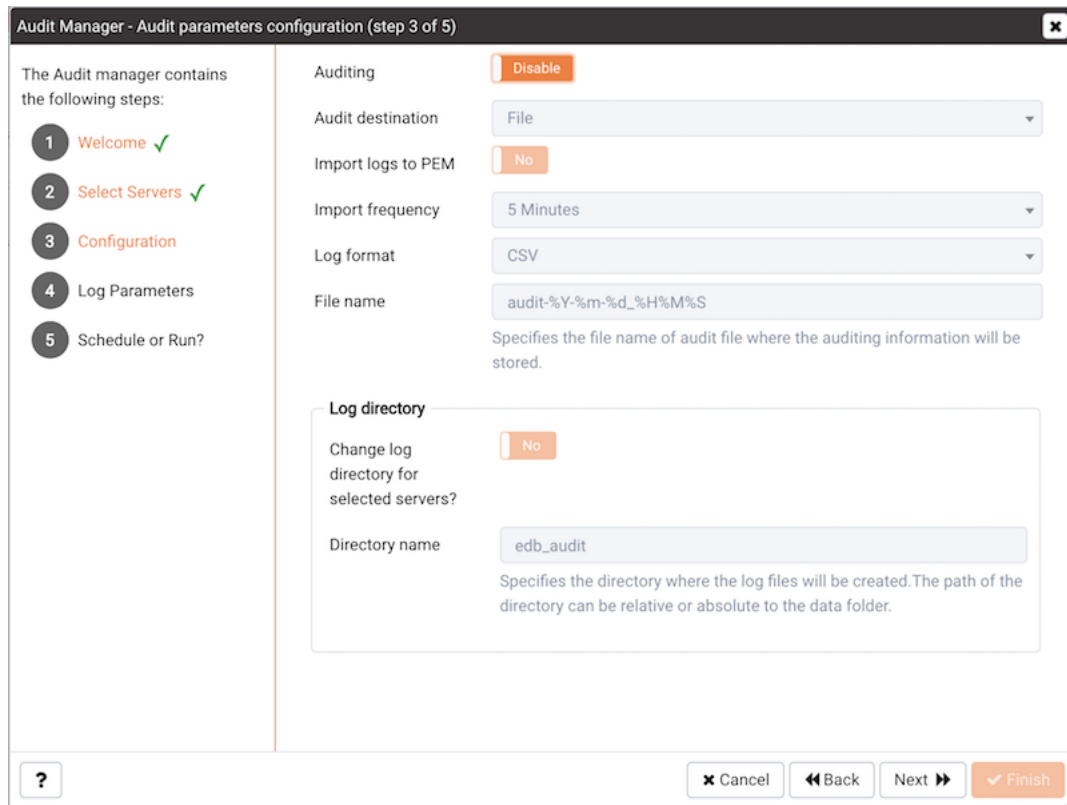 Audit Manager - Audit parameters configuration (step 3 of 5)
The Audit manager contains
the following steps:
1 Welcome
2 Select Servers
3 Configuration
4 Log Parameters
5 Schedule or Run?
Auditing Disable
Audit destination File
Import logs to PEM No
Import frequency 5 Minutes
Log format CSV
File name audit-%Y-%m-%d_%H%M%S
Specifies the file name of audit file where the auditing information will be
stored.
Log directory
Change log No
directory for
selected servers?
Directory name edb_audit
Specifies the directory where the log files will be created.The path of the
directory can be relative or absolute to the data folder.
? Cancel Back Next Finish